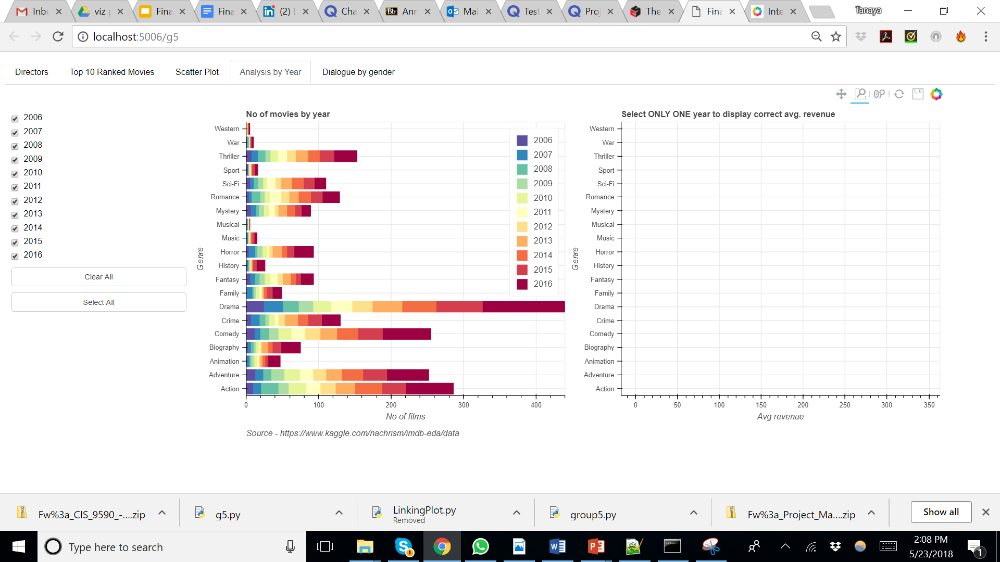 Inbo
viz p
Fina
Fina
(2) L
Cha
Bb Ann
Mai
Test
Proj
The
Fina
Inte
Tanaya
localhost:5006/g5
Directors
Top 10 Ranked Movies
Scatter Plot
Analysis by Year
Dialogue by gender
2006
2007
2008
2009
2010
2011
2012
2013
2014
2015
2016
Clear All
Select All
No of movies by year
Genre
Western
War
Thriller
Sport
Sci-Fi
Romance
Mystery
Musical
Music
Horror
History
Fantasy
Family
Drama
Crime
Comedy
Biography
Animation
Adventure
Action
2006
2007
2008
2009
2010
2011
2012
2013
2014
2015
2016
0 100 200 300 400
No of films
Source - https://www.kaggle.com/nachrism/imdb-eda/data
Select ONLY ONE year to display correct avg. revenue
Genre
Western
War
Thriller
Sport
Sci-Fi
Romance
Mystery
Musical
Music
Horror
History
Fantasy
Family
Drama
Crime
Comedy
Biography
Animation
Adventure
Action
0 50 100 150 200 250 300 350
Avg revenue
Fw%3a_CIS_9590_-....zip
g5.py
LinkingPlot.py
Removed
group5.py
Fw%3a_Project_Ma....zip
Show all
Type here to search
1
2:08 PM
5/23/2018
1